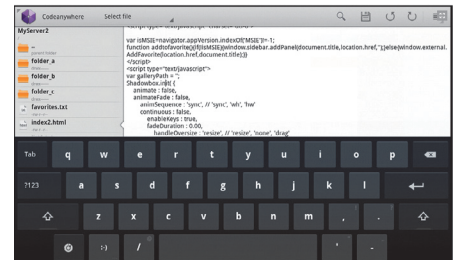 Codeanywhere
Select file
MyServer2
..
parent folder
folder_a
folder_b
folder_c
favorites.txt
index2.html
var isMSIE=navigator.appVersion.indexOf('MSIE')!=-1;
function addtofavorite(){if(!isMSIE){window.sidebar.addPanel(document.title,location.href,'');}else{window.external.
AddFavorite(location.href,document.title);}}
</script>
<script type="text/javascript">
var galleryPath = '';
Shadowbox.init( {
animate : false,
animateFade : false,
animSequence : 'sync', // 'sync', 'wh', 'hw'
continuous : false,
enableKeys : true,
fadeDuration : 0.00,
handleOversize : 'resize', // 'resize', 'none', 'drag'
Tab q w e r t y u i o p
?123 a s d f g h j k l
z x c v b n m , .
:-) / ' -